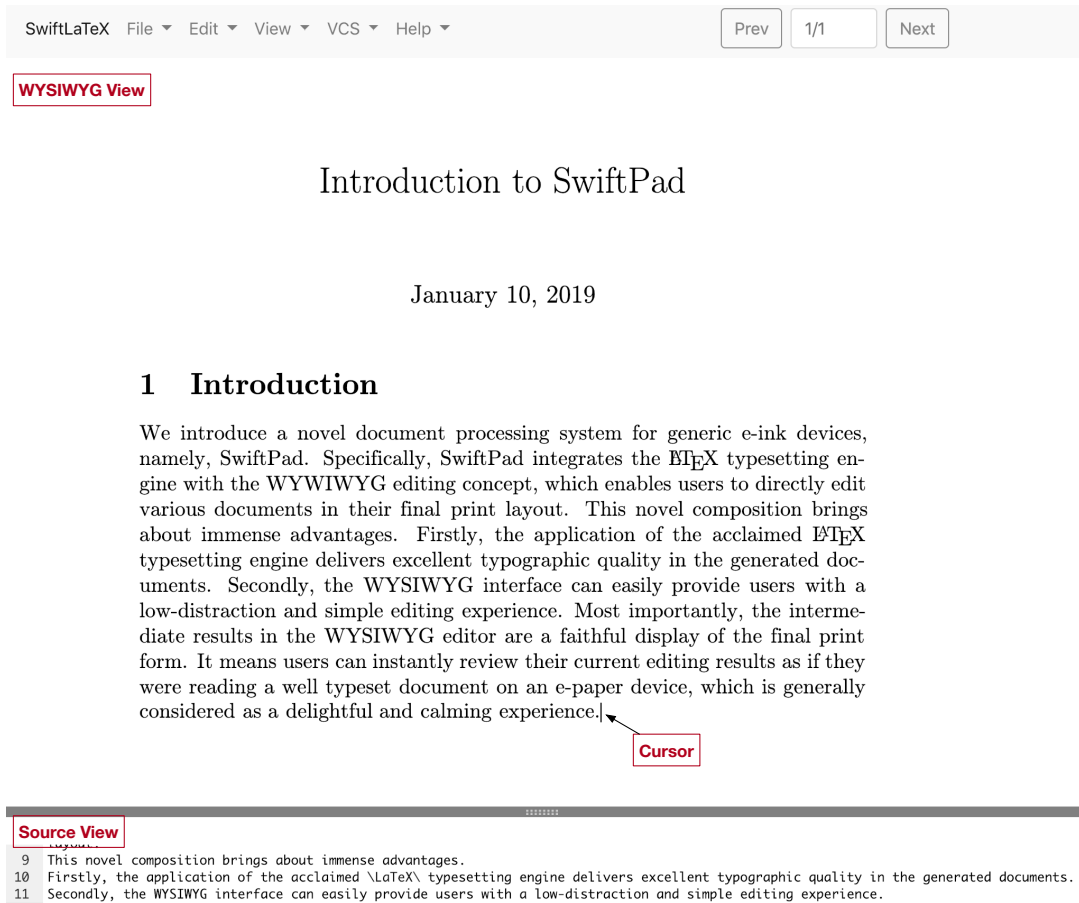 SwiftLaTeX File Edit View VCS Help Prev 1/1 Next
WYSIWYG View
Introduction to SwiftPad
January 10, 2019
1 Introduction
We introduce a novel document processing system for generic e-ink devices,
namely, SwiftPad. Specifically, SwiftPad integrates the LATEX typesetting en-
gine with the WYWIWYG editing concept, which enables users to directly edit
various documents in their final print layout. This novel composition brings
about immense advantages. Firstly, the application of the acclaimed LATEX
typesetting engine delivers excellent typographic quality in the generated doc-
uments. Secondly, the WYSIWYG interface can easily provide users with a
low-distraction and simple editing experience. Most importantly, the interme-
diate results in the WYSIWYG editor are a faithful display of the final print
form. It means users can instantly review their current editing results as if they
were reading a well typeset document on an e-paper device, which is generally
considered as a delightful and calming experience.
Cursor
Source View
9 This novel composition brings about immense advantages.
10 Firstly, the application of the acclaimed \LaTeX\ typesetting engine delivers excellent typographic quality in the generated documents.
11 Secondly, the WYSIWYG interface can easily provide users with a low-distraction and simple editing experience.